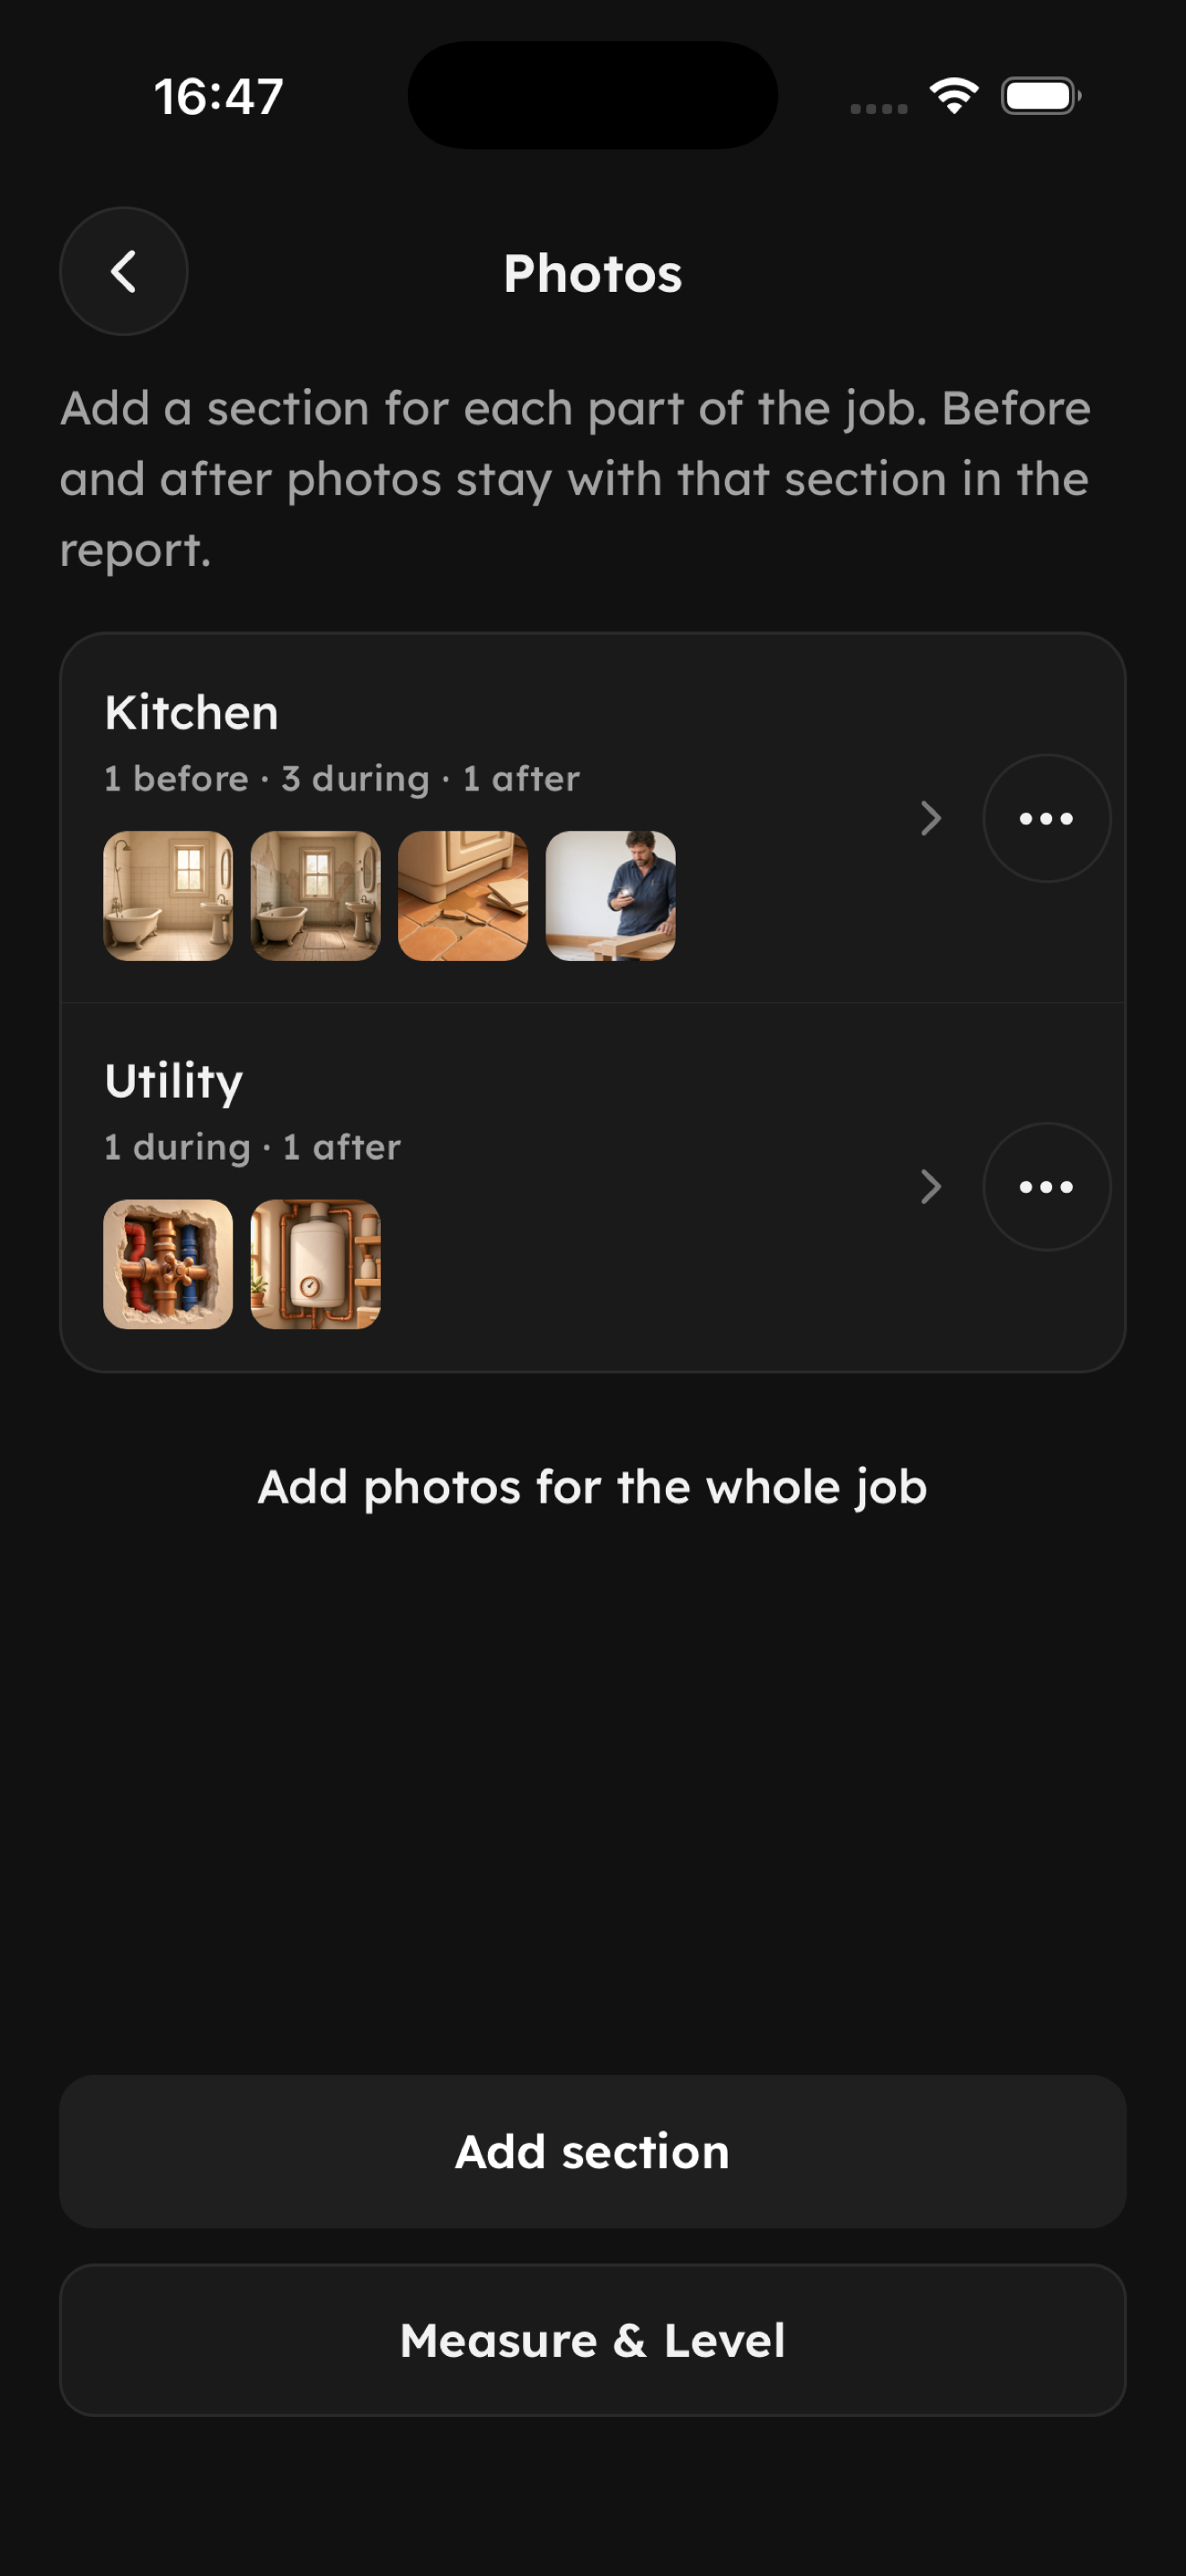 16:47
Photos
Add a section for each part of the job. Before
and after photos stay with that section in the
report.
Kitchen
1 before · 3 during · 1 after
Utility
1 during · 1 after
Add photos for the whole job
Add section
Measure & Level